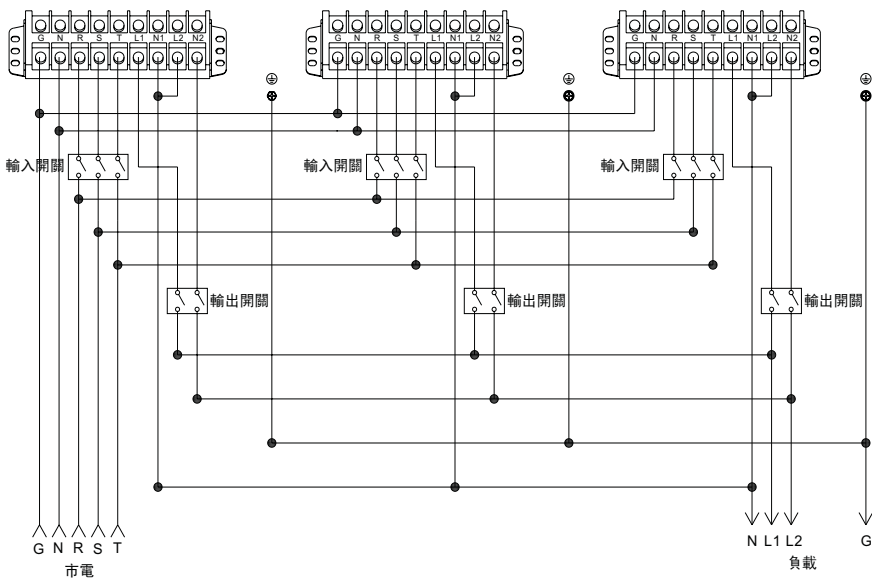 G N R S T L1 N1 L2 N2
G N R S T L1 N1 L2 N2
G N R S T L1 N1 L2 N2
輸入開關
輸入開關
輸入開關
輸出開關
輸出開關
輸出開關
G N R S T
市電
N L1 L2
負載
G